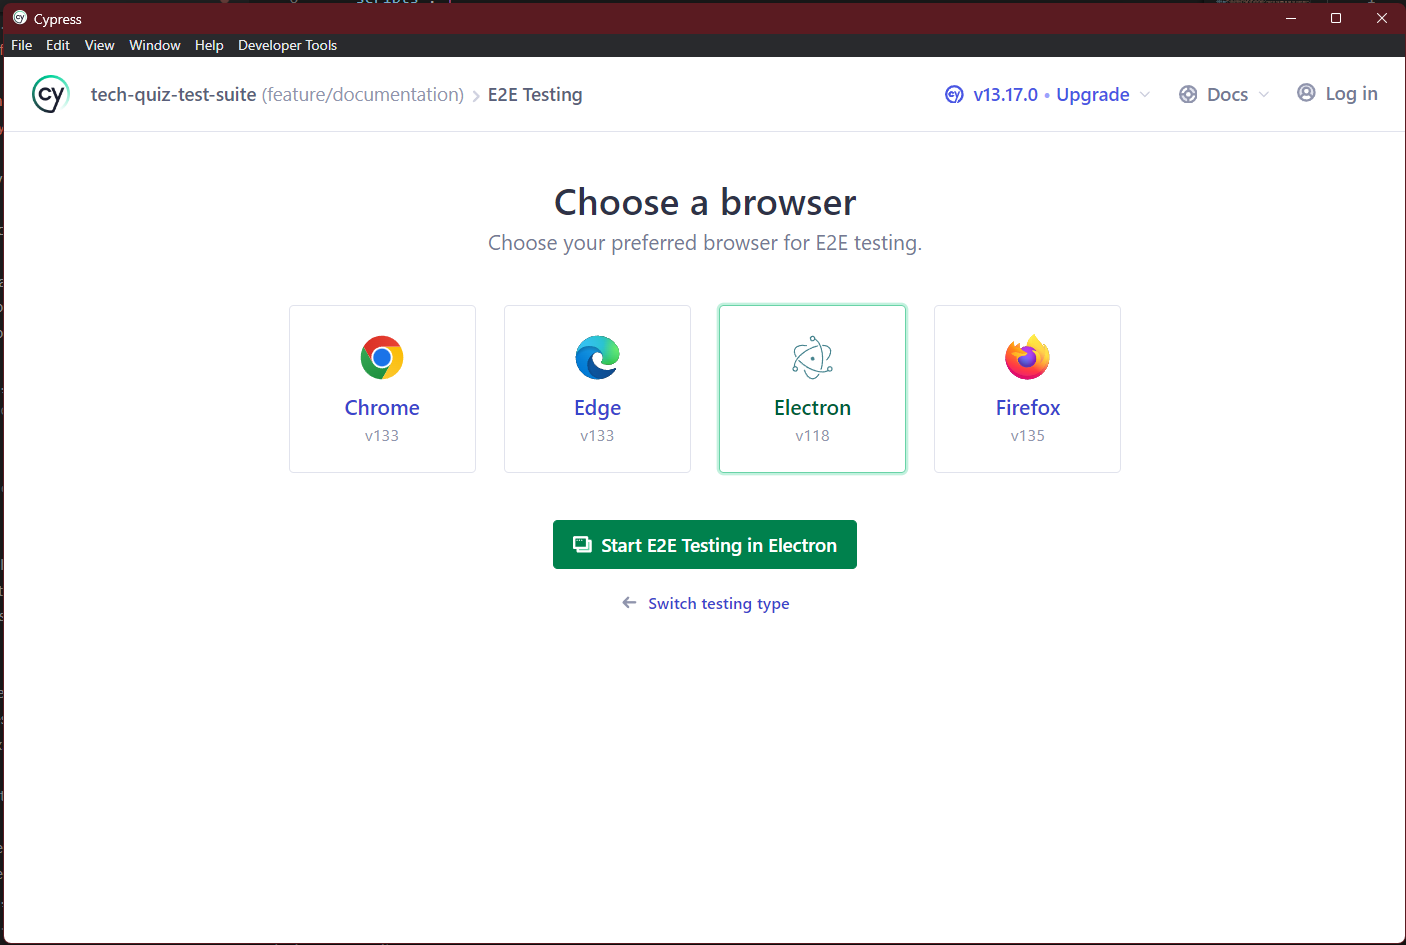 Cypress
File Edit View Window Help Developer Tools
cy tech-quiz-test-suite (feature/documentation) > E2E Testing
cy v13.17.0 • Upgrade Docs Log in
Choose a browser
Choose your preferred browser for E2E testing.
Chrome
v133
Edge
v133
Electron
v118
Firefox
v135
Start E2E Testing in Electron
← Switch testing type